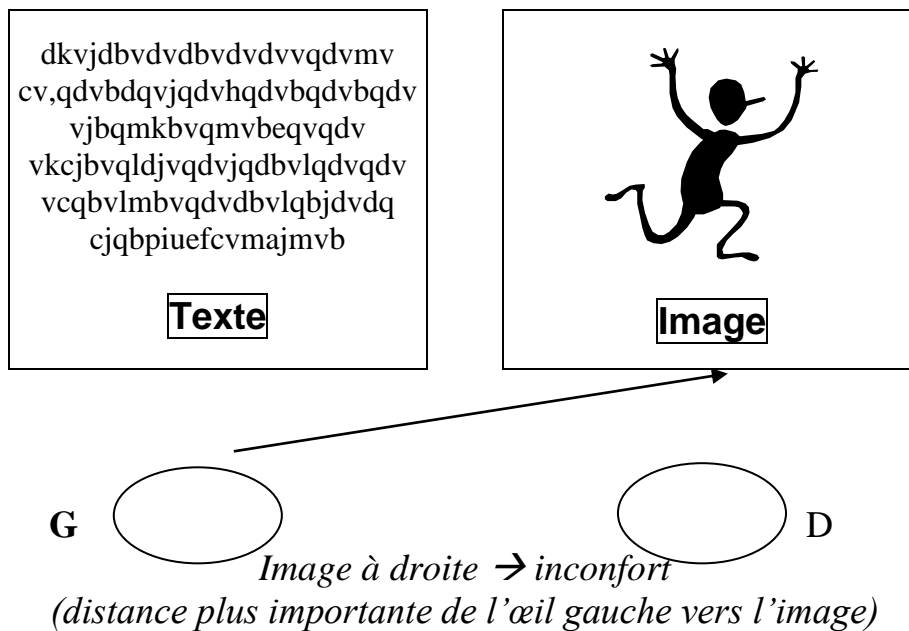 dkvjdbvdvdbvdvdvvqdvmv
cv,qdvbdqvjqdvhqdvbqdvbqdv
vjbqmkbvqmvbeqvqdv
vkcjbvqldjvqdvjqdbvlqdvqdv
vcqbvlmbvqdvdbvlqbjdvdq
cjqbpiuefcvmajmvb
Texte
Image
G
D
Image à droite → inconfort
(distance plus importante de l’œil gauche vers l’image)